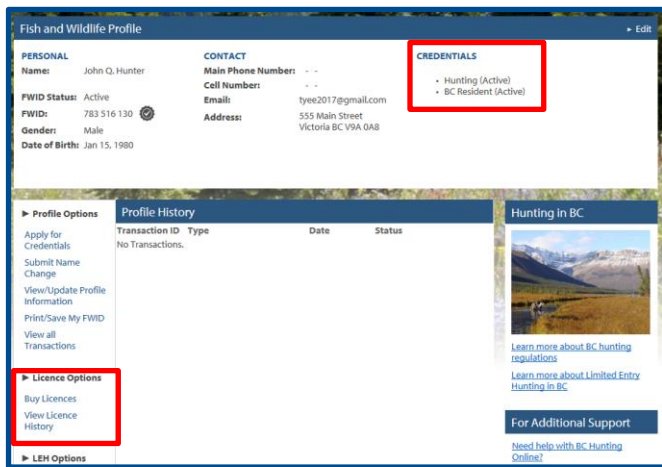 Fish and Wildlife Profile
▸ Edit
PERSONAL
Name: John Q. Hunter
FWID Status: Active
FWID: 783 516 130
Gender: Male
Date of Birth: Jan 15, 1980
CONTACT
Main Phone Number: - -
Cell Number: - -
Email: tyee2017@gmail.com
Address: 555 Main Street
Victoria BC V9A 0A8
CREDENTIALS
• Hunting (Active)
• BC Resident (Active)
▶ Profile Options
Apply for
Credentials
Submit Name
Change
View/Update Profile
Information
Print/Save My FWID
View all
Transactions
▶ Licence Options
Buy Licences
View Licence
History
▶ LEH Options
Profile History
Transaction ID Type Date Status
No Transactions.
Hunting in BC
Learn more about BC hunting
regulations
Learn more about Limited Entry
Hunting in BC
For Additional Support
Need help with BC Hunting
Online?